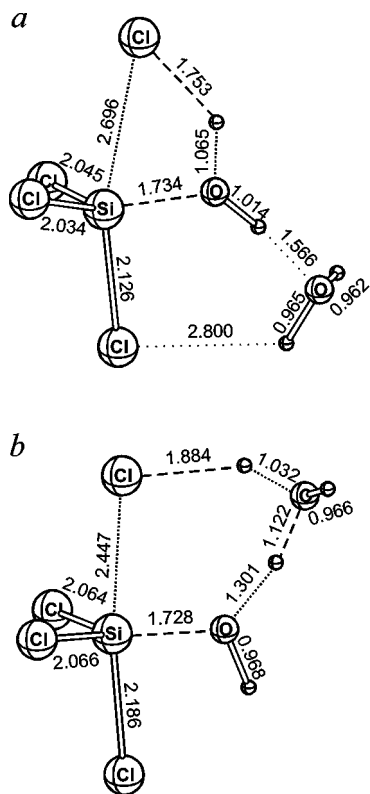 a
Cl
1.753
2.696
1.065
2.045
Cl
Cl
Si
1.734
O
1.014
2.034
1.566
2.126
O
0.965
0.962
Cl
2.800
b
Cl
1.884
1.032
O
0.966
1.122
2.447
1.301
2.064
Cl
Cl
Si
1.728
O
2.066
0.968
2.186
Cl